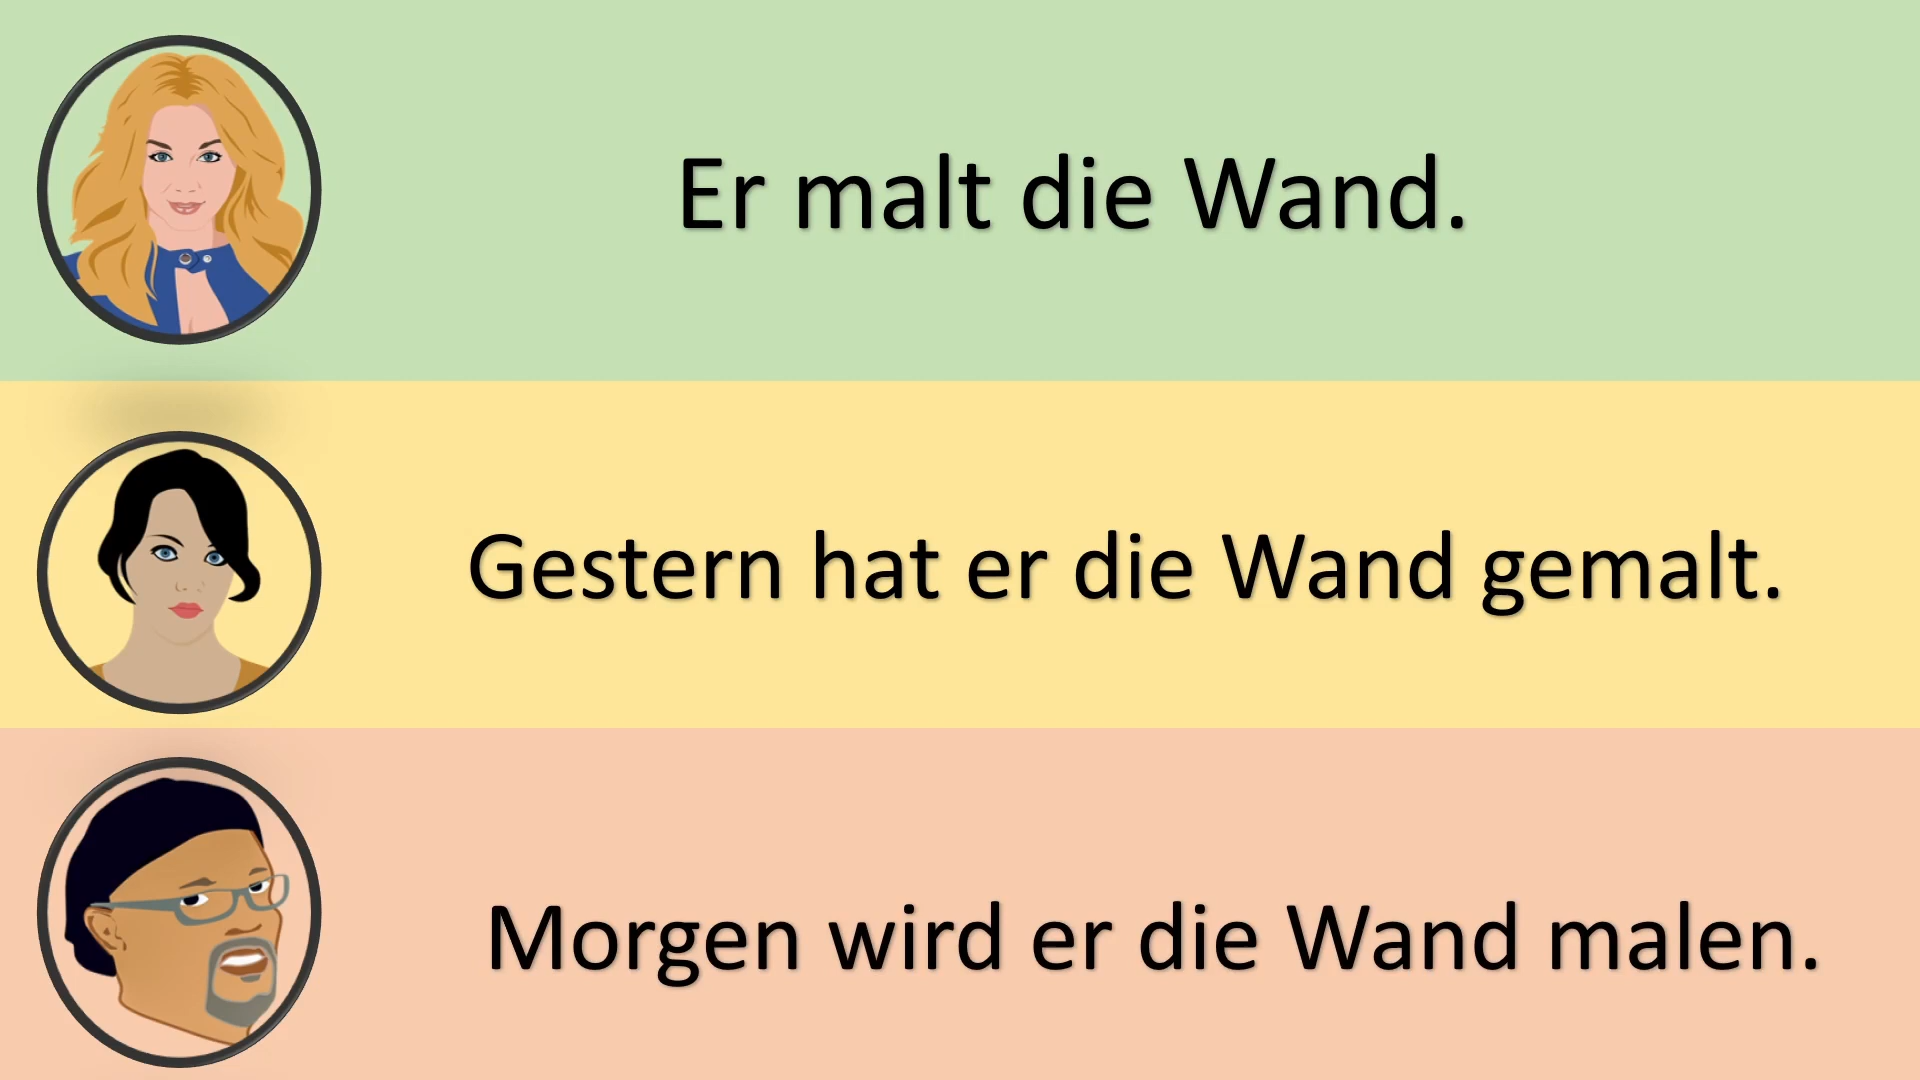 Er malt die Wand.
Gestern hat er die Wand gemalt.
Morgen wird er die Wand malen.